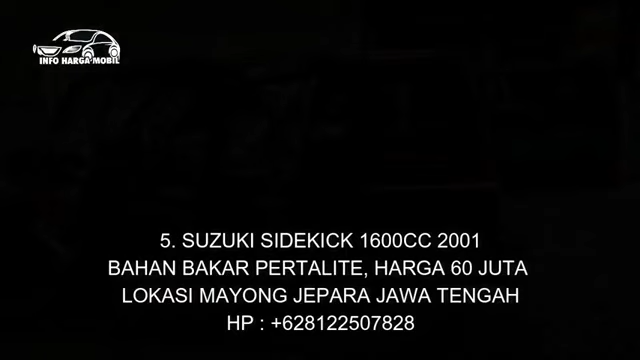 INFO HARGA MOBIL
5. SUZUKI SIDEKICK 1600CC 2001
BAHAN BAKAR PERTALITE, HARGA 60 JUTA
LOKASI MAYONG JEPARA JAWA TENGAH
HP : +628122507828